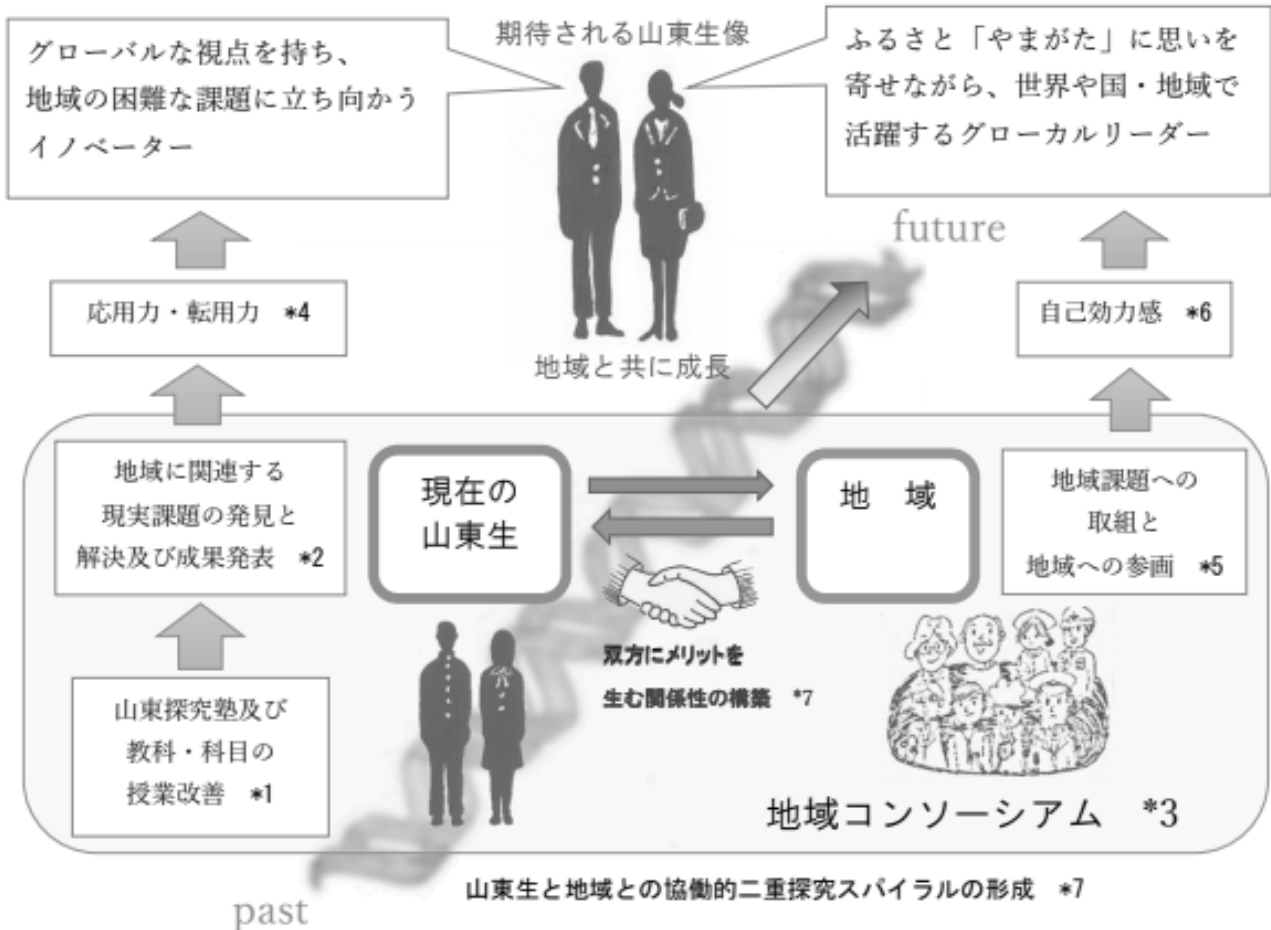 期待される山東生像
グローバルな視点を持ち、
地域の困難な課題に立ち向かう
イノベーター
ふるさと「やまがた」に思いを
寄せながら、世界や国・地域で
活躍するグローカルリーダー
future
応用力・転用力 *4
自己効力感 *6
地域と共に成長
地域に関連する
現実課題の発見と
解決及び成果発表 *2
現在の
山東生
地 域
地域課題への
取組と
地域への参画 *5
双方にメリットを
生む関係性の構築 *7
山東探究塾及び
教科・科目の
授業改善 *1
地域コンソーシアム *3
山東生と地域との協働的二重探究スパイラルの形成 *7
past